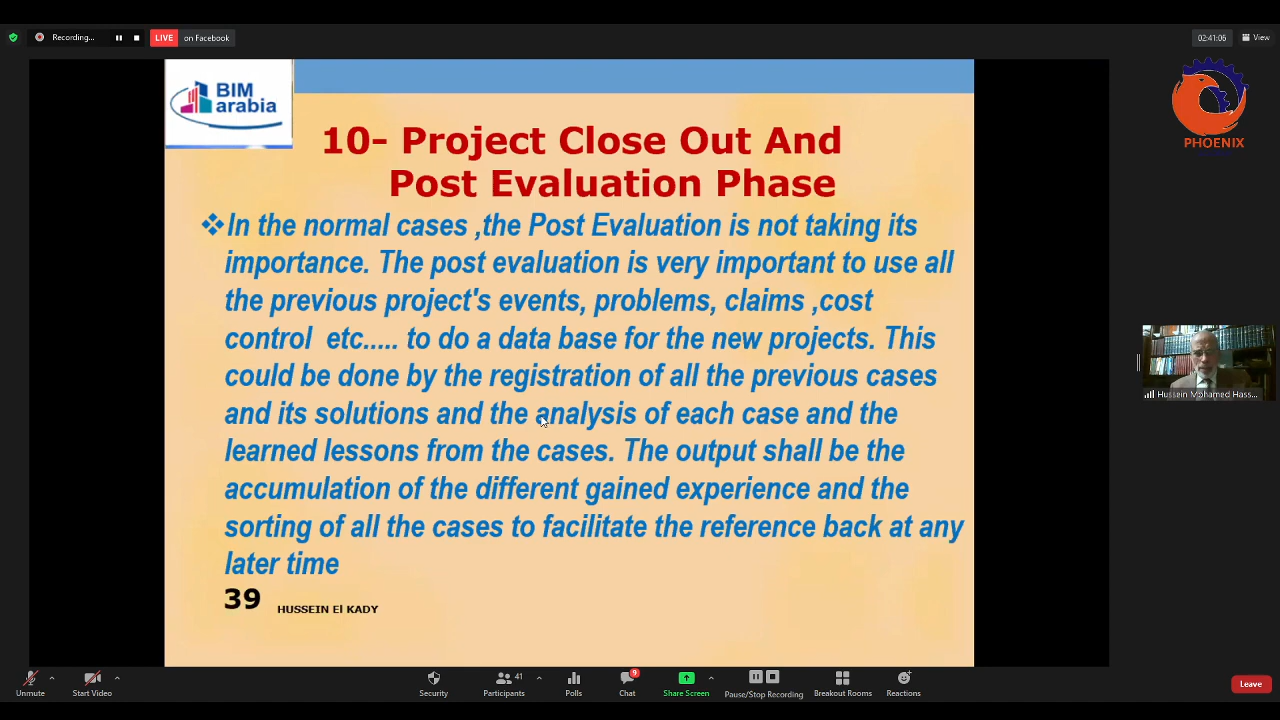 Recording...
LIVE
on Facebook
02:41:06
View
BIM
arabia
PHOENIX
10- Project Close Out And
Post Evaluation Phase
❖In the normal cases ,the Post Evaluation is not taking its
importance. The post evaluation is very important to use all
the previous project's events, problems, claims ,cost
control etc..... to do a data base for the new projects. This
could be done by the registration of all the previous cases
and its solutions and the analysis of each case and the
learned lessons from the cases. The output shall be the
accumulation of the different gained experience and the
sorting of all the cases to facilitate the reference back at any
later time
39
HUSSEIN El KADY
Hussein Mohamed Hass...
Unmute
Start Video
Security
41
Participants
Polls
9
Chat
Share Screen
Pause/Stop Recording
Breakout Rooms
Reactions
Leave